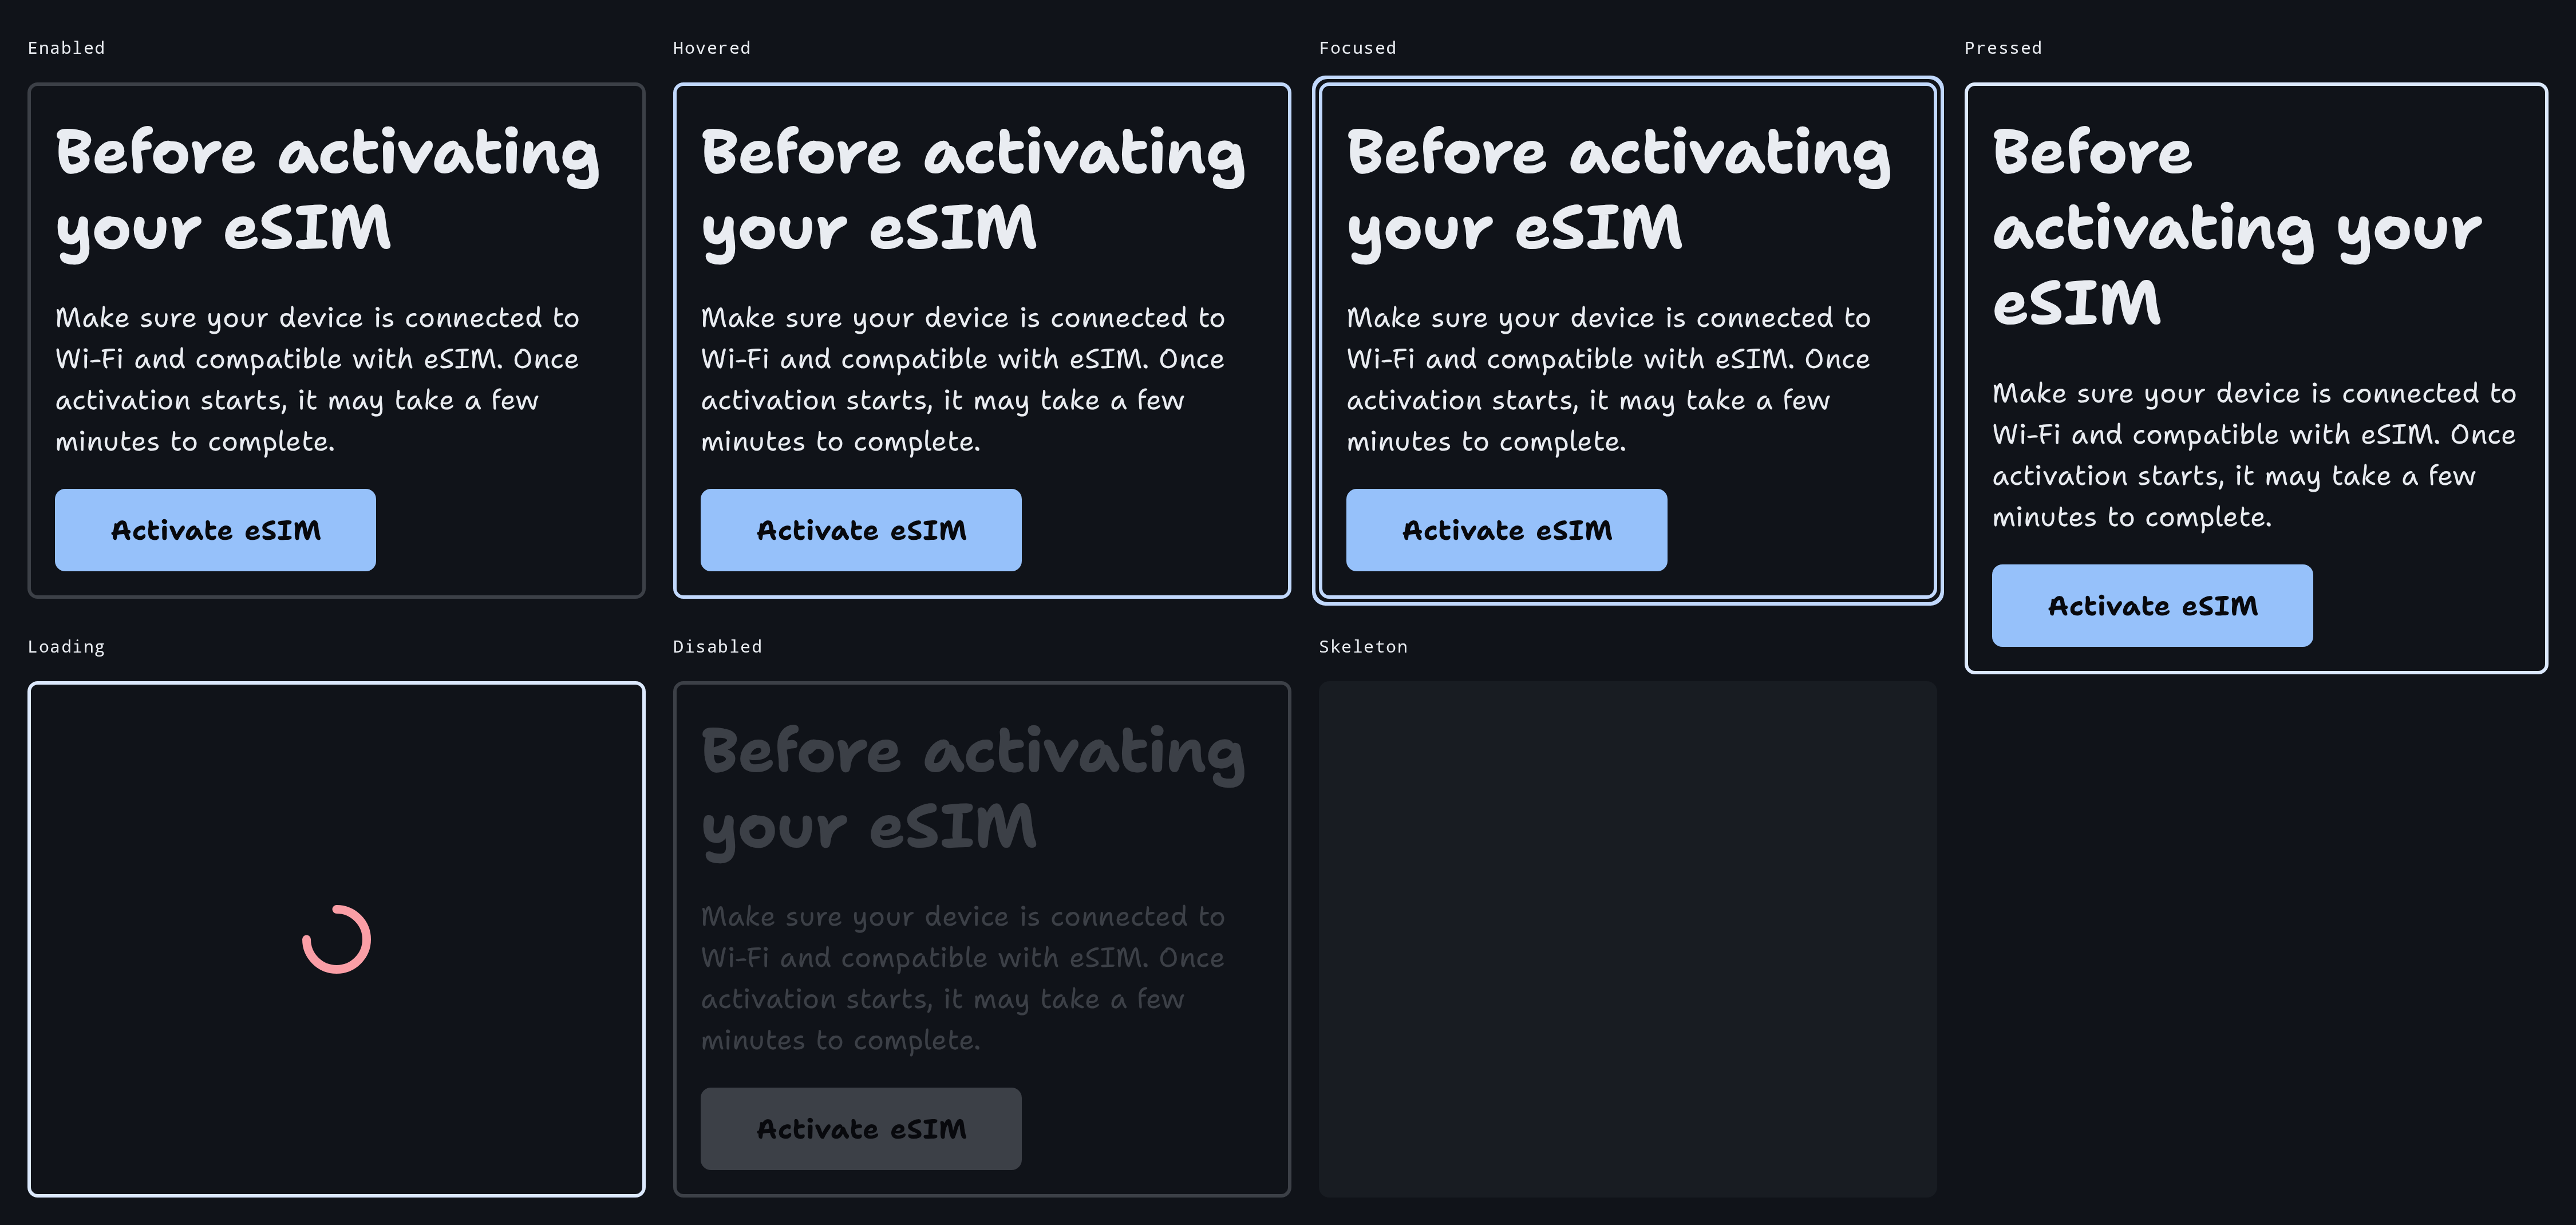 Enabled
Before activating
your eSIM
Make sure your device is connected to
Wi-Fi and compatible with eSIM. Once
activation starts, it may take a few
minutes to complete.
Activate eSIM
Hovered
Before activating
your eSIM
Make sure your device is connected to
Wi-Fi and compatible with eSIM. Once
activation starts, it may take a few
minutes to complete.
Activate eSIM
Focused
Before activating
your eSIM
Make sure your device is connected to
Wi-Fi and compatible with eSIM. Once
activation starts, it may take a few
minutes to complete.
Activate eSIM
Pressed
Before
activating your
eSIM
Make sure your device is connected to
Wi-Fi and compatible with eSIM. Once
activation starts, it may take a few
minutes to complete.
Activate eSIM
Loading
Disabled
Before activating
your eSIM
Make sure your device is connected to
Wi-Fi and compatible with eSIM. Once
activation starts, it may take a few
minutes to complete.
Activate eSIM
Skeleton